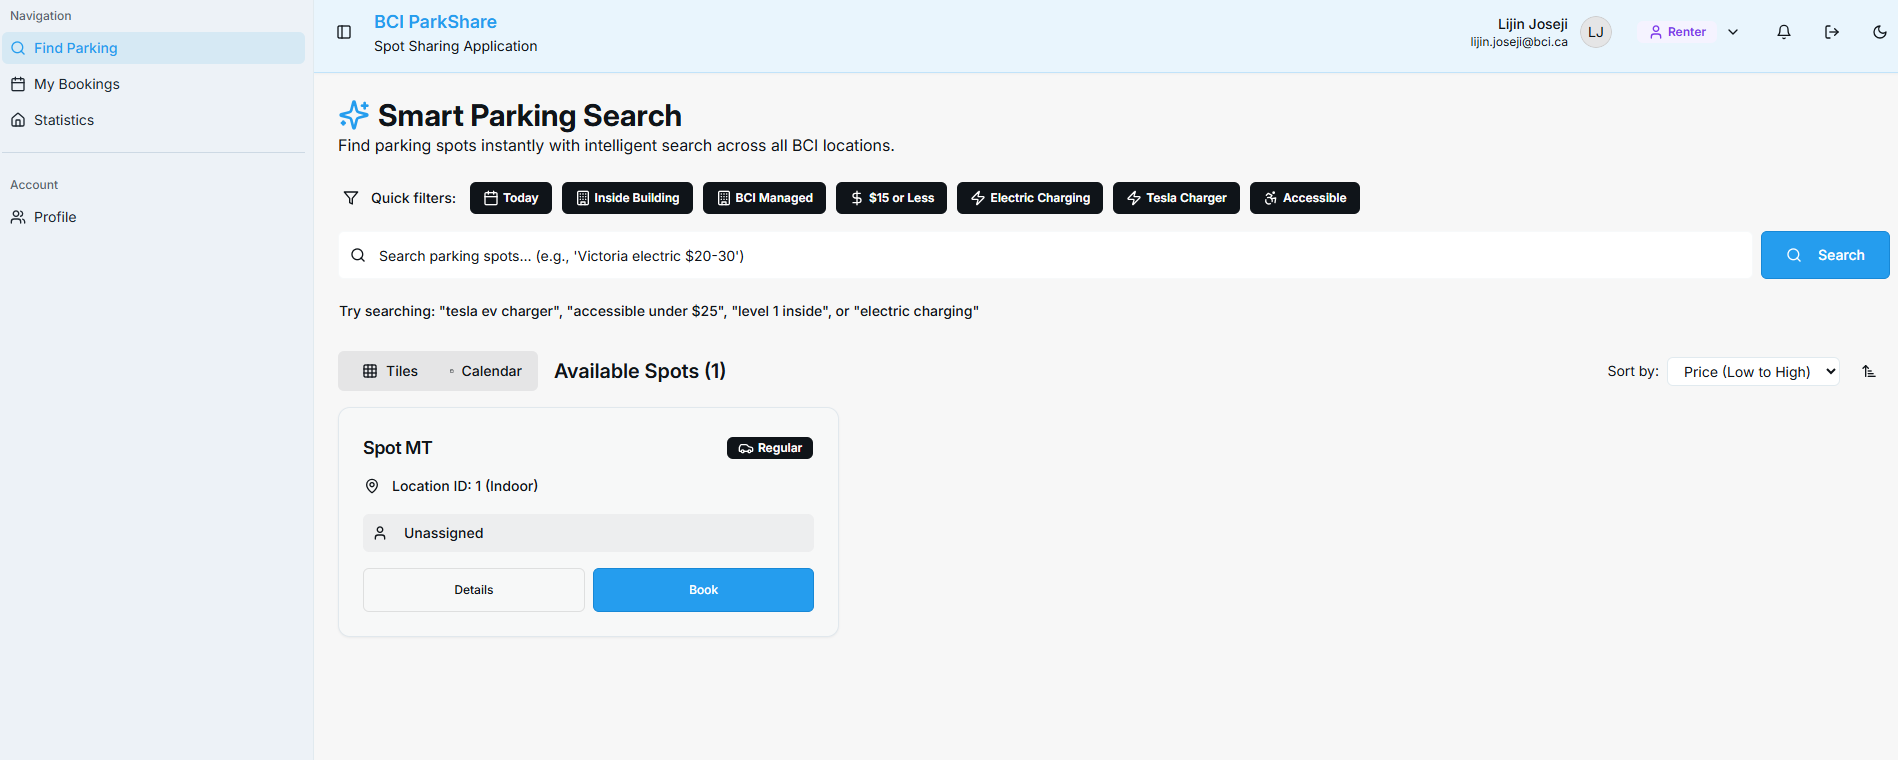 Navigation
Find Parking
My Bookings
Statistics
Account
Profile
BCI ParkShare
Spot Sharing Application
Lijin Joseji
lijin.joseji@bci.ca
LJ
Renter
Smart Parking Search
Find parking spots instantly with intelligent search across all BCI locations.
Quick filters: Today Inside Building BCI Managed $15 or Less Electric Charging Tesla Charger Accessible
Search parking spots... (e.g., 'Victoria electric $20-30')
Search
Try searching: "tesla ev charger", "accessible under $25", "level 1 inside", or "electric charging"
Tiles Calendar Available Spots (1)
Sort by: Price (Low to High)
Spot MT
Regular
Location ID: 1 (Indoor)
Unassigned
Details Book